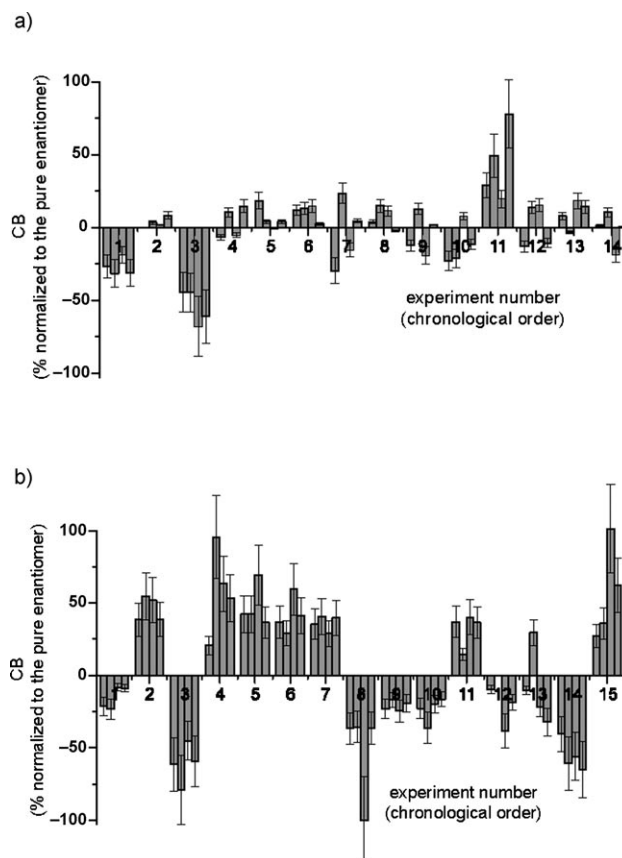 a)
100
50
0
−50
−100
CB
(% normalized to the pure enantiomer)
1 2 3 4 5 6 7 8 9 10 11 12 13 14
experiment number
(chronological order)
b)
100
50
0
−50
−100
CB
(% normalized to the pure enantiomer)
1 2 3 4 5 6 7 8 9 10 11 12 13 14 15
experiment number
(chronological order)